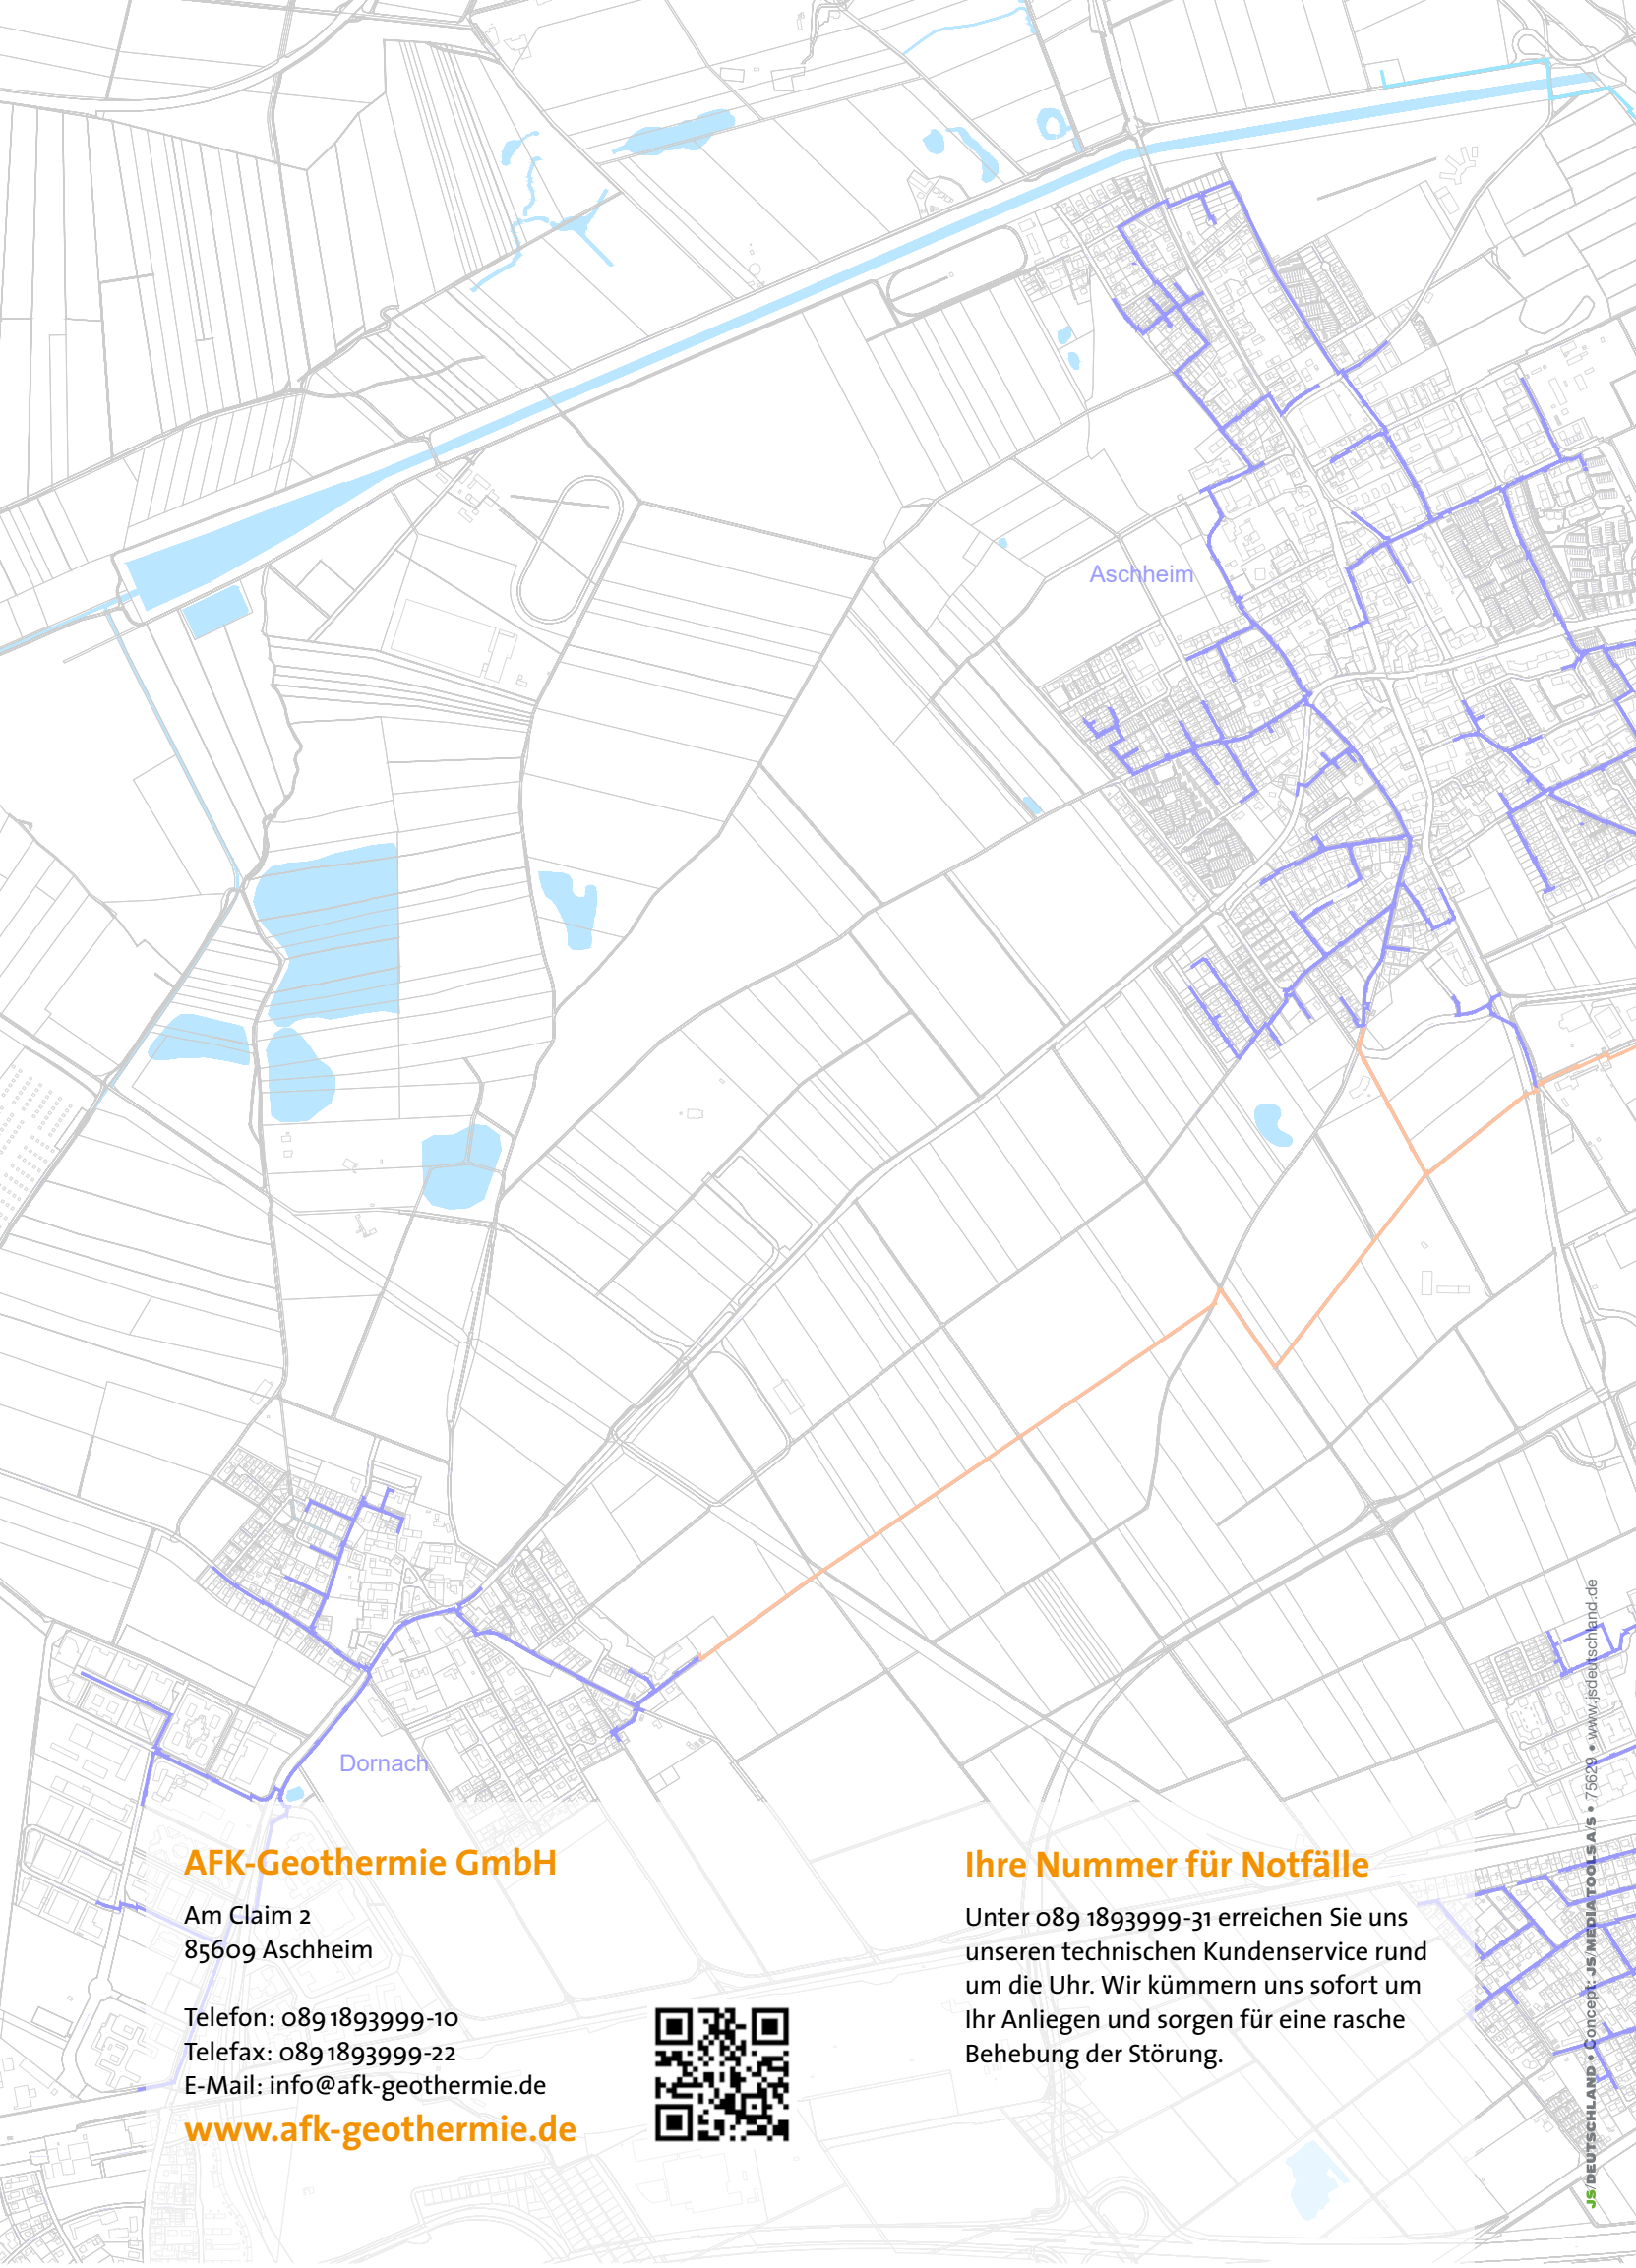 Aschheim
Dornach
AFK-Geothermie GmbH
Am Claim 2
85609 Aschheim
Telefon: 089 1893999-10
Telefax: 089 1893999-22
E-Mail: info@afk-geothermie.de
www.afk-geothermie.de
Ihre Nummer für Notfälle
Unter 089 1893999-31 erreichen Sie uns
unseren technischen Kundenservice rund
um die Uhr. Wir kümmern uns sofort um
Ihr Anliegen und sorgen für eine rasche
Behebung der Störung.
JS/DEUTSCHLAND • Concept: JS/MEDIATOOLS A/S • 75629 • www.jsdeutschland.de